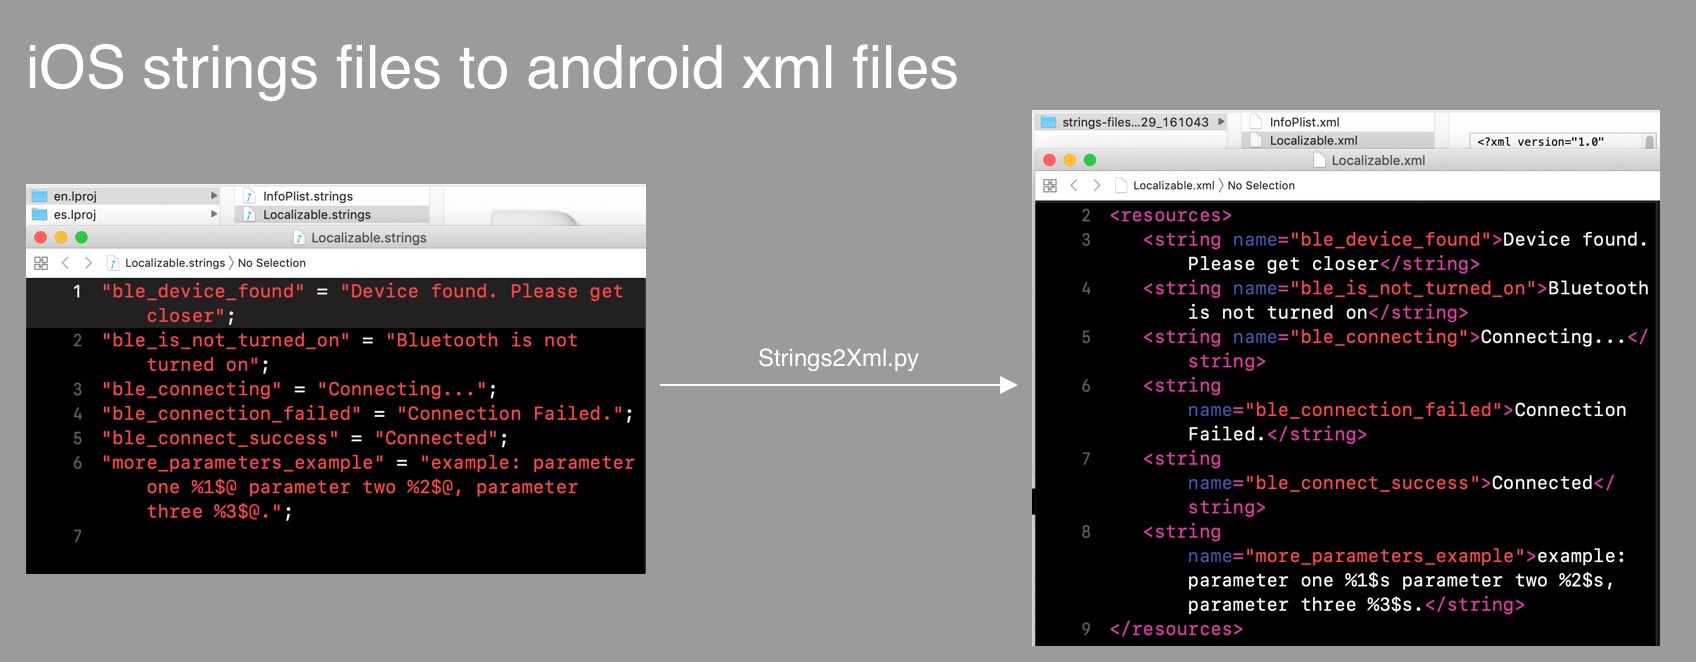 iOS strings files to android xml files
en.lproj
es.lproj
InfoPlist.strings
Localizable.strings
Localizable.strings
Localizable.strings 〉 No Selection
1 "ble_device_found" = "Device found. Please get
closer";
2 "ble_is_not_turned_on" = "Bluetooth is not
turned on";
3 "ble_connecting" = "Connecting...";
4 "ble_connection_failed" = "Connection Failed.";
5 "ble_connect_success" = "Connected";
6 "more_parameters_example" = "example: parameter
one %1$@ parameter two %2$@, parameter
three %3$@.";
7
Strings2Xml.py
strings-files...29_161043
InfoPlist.xml
Localizable.xml
<?xml version="1.0"
Localizable.xml
Localizable.xml 〉 No Selection
2 <resources>
3 <string name="ble_device_found">Device found.
Please get closer</string>
4 <string name="ble_is_not_turned_on">Bluetooth
is not turned on</string>
5 <string name="ble_connecting">Connecting...</
string>
6 <string
name="ble_connection_failed">Connection
Failed.</string>
7 <string
name="ble_connect_success">Connected</
string>
8 <string
name="more_parameters_example">example:
parameter one %1$s parameter two %2$s,
parameter three %3$s.</string>
9 </resources>